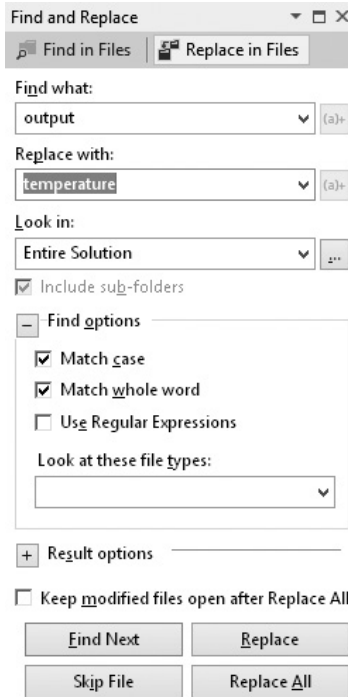 Find and Replace
Find in Files Replace in Files
Find what:
output
(a)+
Replace with:
temperature
(a)+
Look in:
Entire Solution
...
Include sub-folders
Find options
Match case
Match whole word
Use Regular Expressions
Look at these file types:
Result options
Keep modified files open after Replace All
Find Next Replace
Skip File Replace All